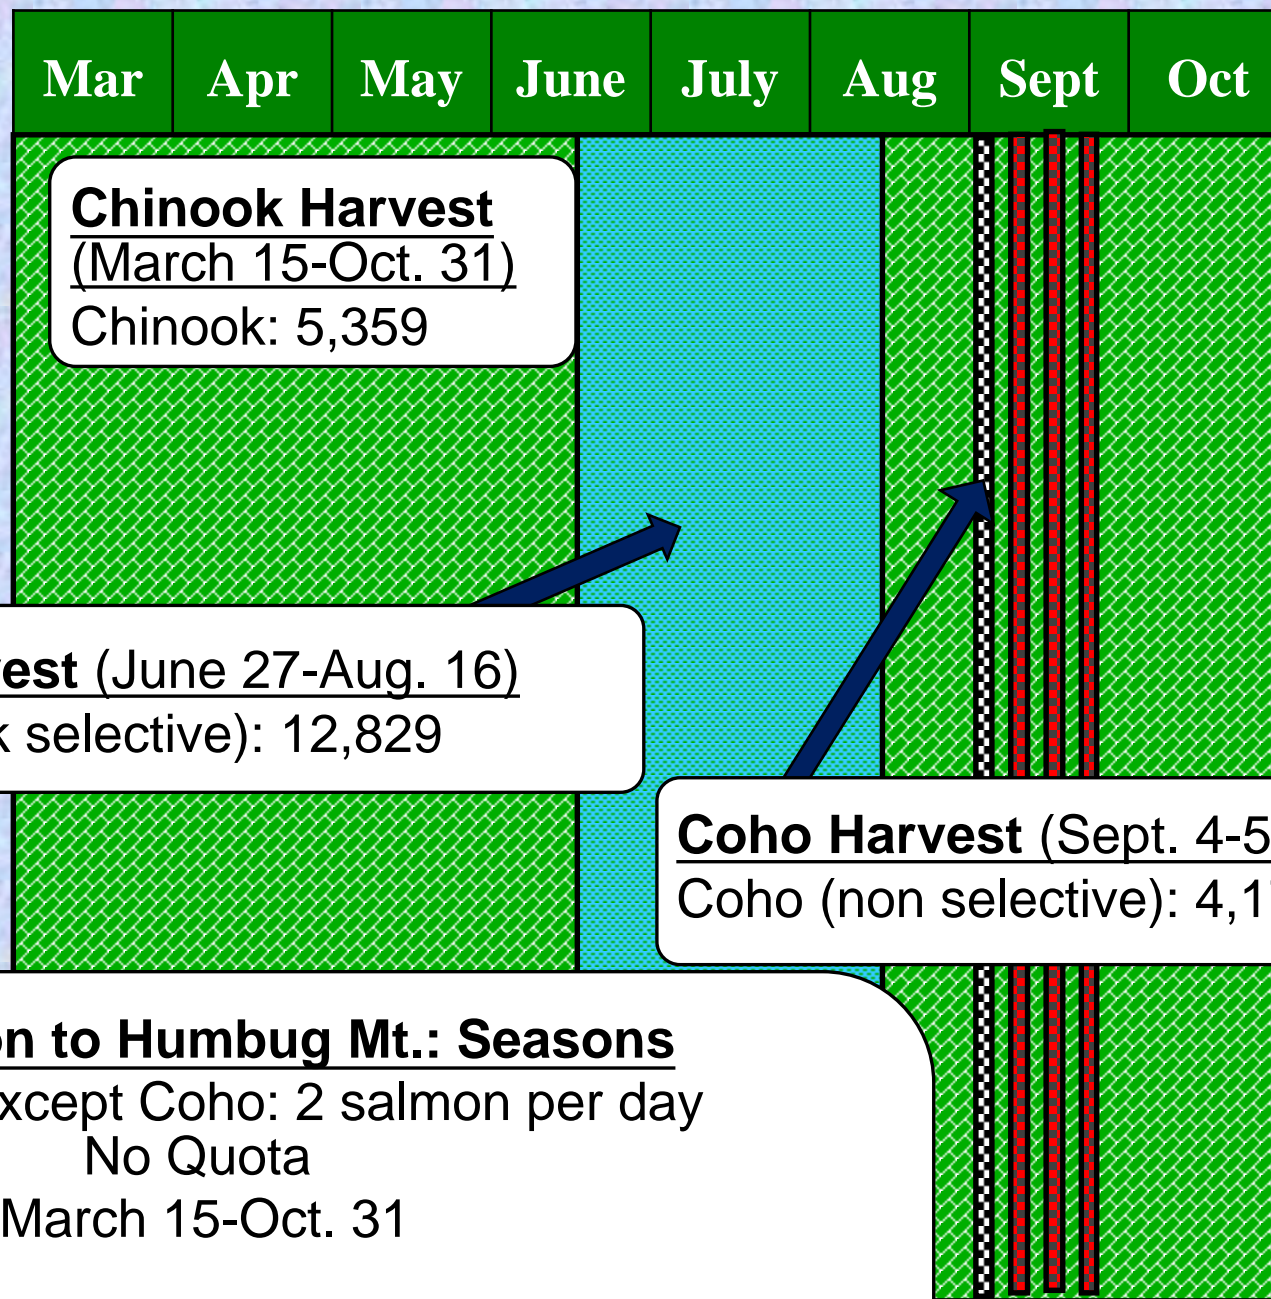 Mar Apr May June July Aug Sept Oct
Chinook Harvest
(March 15-Oct. 31)
Chinook: 5,359
est (June 27-Aug. 16)
selective): 12,829
Coho Harvest (Sept. 4-5
Coho (non selective): 4,1
on to Humbug Mt.: Seasons
xcept Coho: 2 salmon per day
No Quota
March 15-Oct. 31